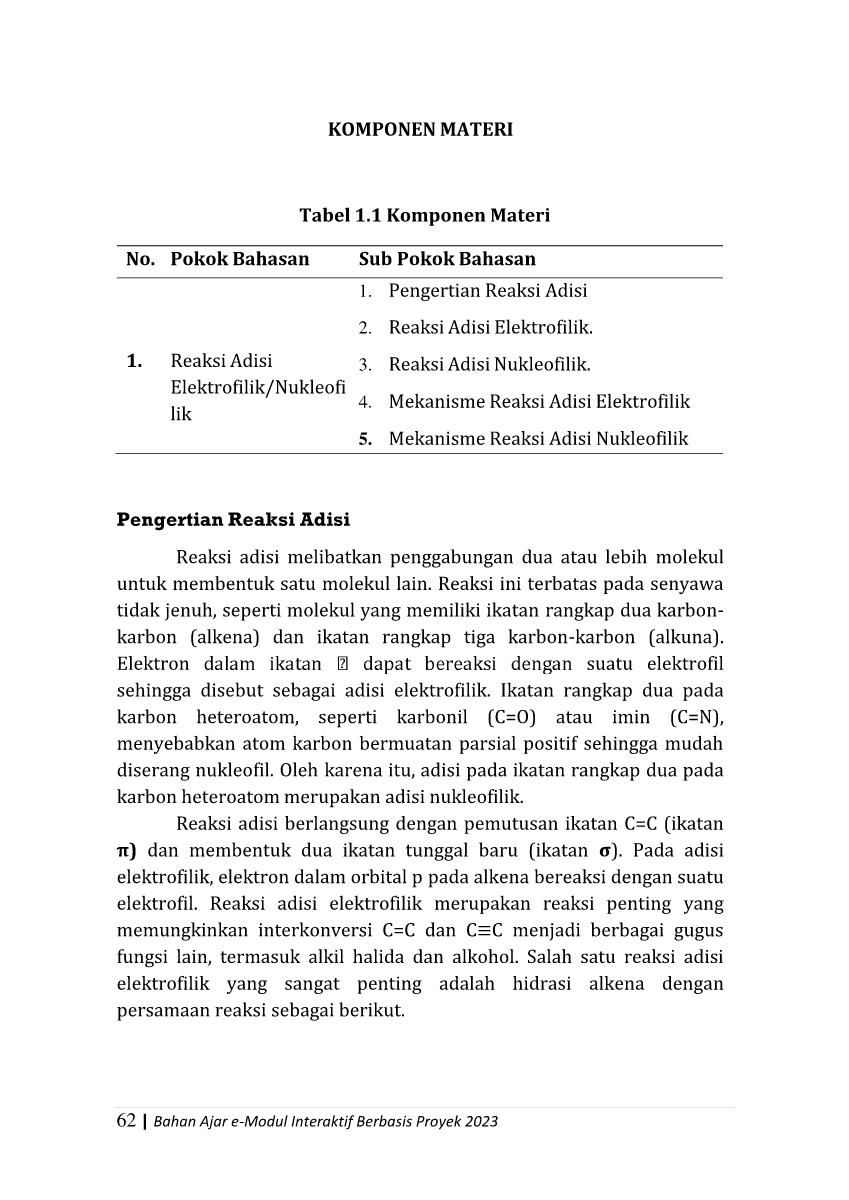 KOMPONEN MATERI
Tabel 1.1 Komponen Materi
No. Pokok Bahasan Sub Pokok Bahasan
1. Reaksi Adisi
Elektrofilik/Nukleofi
lik
1. Pengertian Reaksi Adisi
2. Reaksi Adisi Elektrofilik.
3. Reaksi Adisi Nukleofilik.
4. Mekanisme Reaksi Adisi Elektrofilik
5. Mekanisme Reaksi Adisi Nukleofilik
Pengertian Reaksi Adisi
Reaksi adisi melibatkan penggabungan dua atau lebih molekul
untuk membentuk satu molekul lain. Reaksi ini terbatas pada senyawa
tidak jenuh, seperti molekul yang memiliki ikatan rangkap dua karbon-
karbon (alkena) dan ikatan rangkap tiga karbon-karbon (alkuna).
Elektron dalam ikatan ⍰ dapat bereaksi dengan suatu elektrofil
sehingga disebut sebagai adisi elektrofilik. Ikatan rangkap dua pada
karbon heteroatom, seperti karbonil (C=O) atau imin (C=N),
menyebabkan atom karbon bermuatan parsial positif sehingga mudah
diserang nukleofil. Oleh karena itu, adisi pada ikatan rangkap dua pada
karbon heteroatom merupakan adisi nukleofilik.
Reaksi adisi berlangsung dengan pemutusan ikatan C=C (ikatan
π) dan membentuk dua ikatan tunggal baru (ikatan σ). Pada adisi
elektrofilik, elektron dalam orbital p pada alkena bereaksi dengan suatu
elektrofil. Reaksi adisi elektrofilik merupakan reaksi penting yang
memungkinkan interkonversi C=C dan C≡C menjadi berbagai gugus
fungsi lain, termasuk alkil halida dan alkohol. Salah satu reaksi adisi
elektrofilik yang sangat penting adalah hidrasi alkena dengan
persamaan reaksi sebagai berikut.
62 | Bahan Ajar e-Modul Interaktif Berbasis Proyek 2023